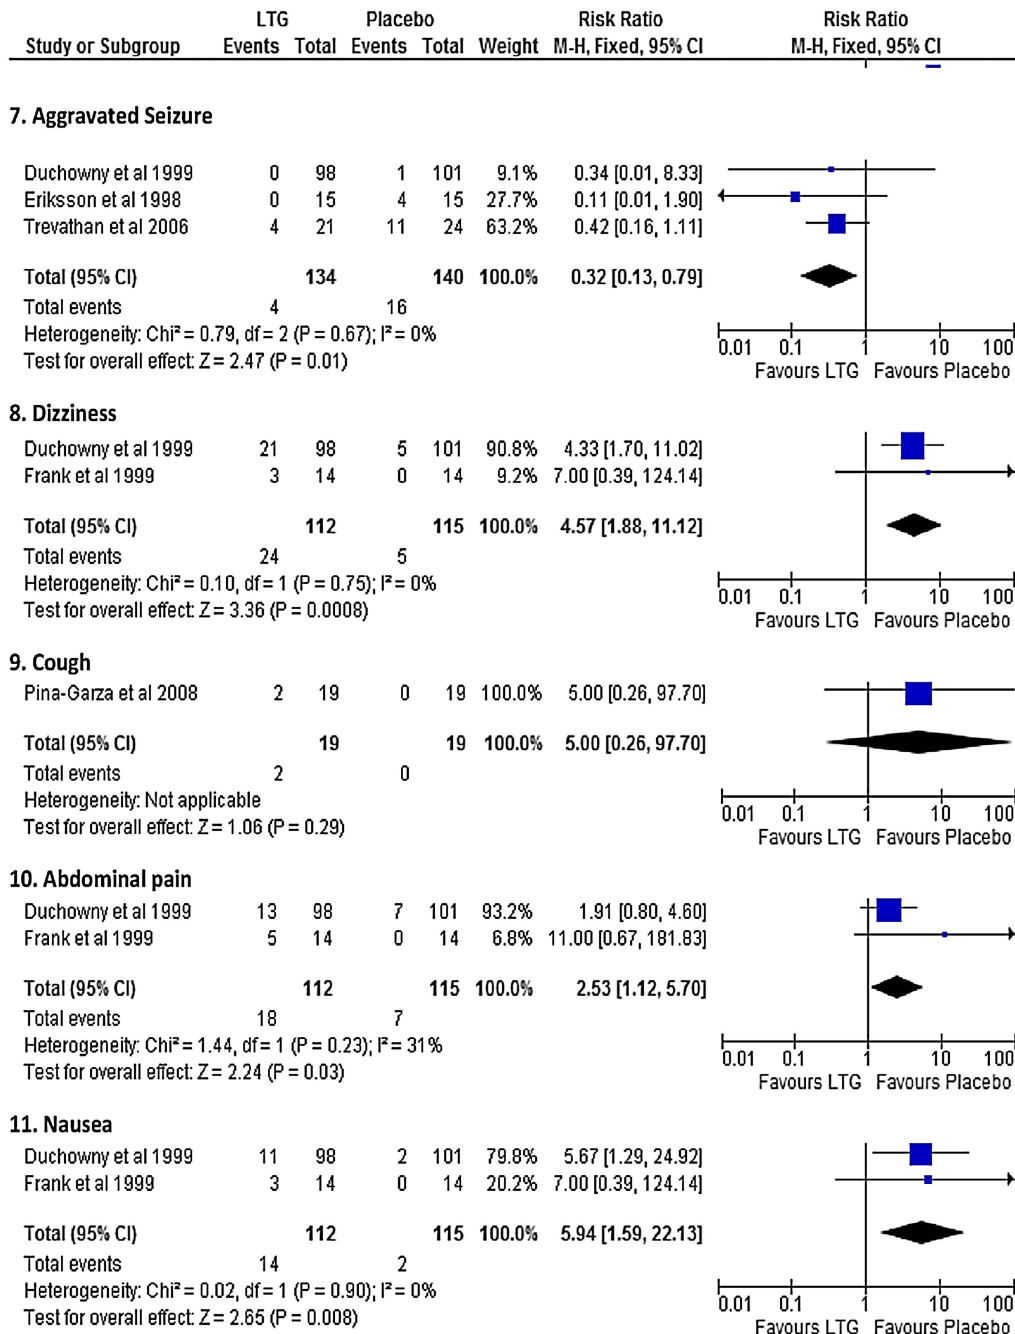 LTG Placebo Risk Ratio Risk Ratio
Study or Subgroup Events Total Events Total Weight M-H, Fixed, 95% CI M-H, Fixed, 95% CI
7. Aggravated Seizure
Duchowny et al 1999 0 98 1 101 9.1% 0.34 [0.01, 8.33]
Eriksson et al 1998 0 15 4 15 27.7% 0.11 [0.01, 1.90]
Trevathan et al 2006 4 21 11 24 63.2% 0.42 [0.16, 1.11]
Total (95% CI) 134 140 100.0% 0.32 [0.13, 0.79]
Total events 4 16
Heterogeneity: Chi² = 0.79, df = 2 (P = 0.67); I² = 0%
Test for overall effect: Z = 2.47 (P = 0.01)
0.01 0.1 1 10 100
Favours LTG Favours Placebo
8. Dizziness
Duchowny et al 1999 21 98 5 101 90.8% 4.33 [1.70, 11.02]
Frank et al 1999 3 14 0 14 9.2% 7.00 [0.39, 124.14]
Total (95% CI) 112 115 100.0% 4.57 [1.88, 11.12]
Total events 24 5
Heterogeneity: Chi² = 0.10, df = 1 (P = 0.75); I² = 0%
Test for overall effect: Z = 3.36 (P = 0.0008)
0.01 0.1 1 10 100
Favours LTG Favours Placebo
9. Cough
Pina-Garza et al 2008 2 19 0 19 100.0% 5.00 [0.26, 97.70]
Total (95% CI) 19 19 100.0% 5.00 [0.26, 97.70]
Total events 2 0
Heterogeneity: Not applicable
Test for overall effect: Z = 1.06 (P = 0.29)
0.01 0.1 1 10 100
Favours LTG Favours Placebo
10. Abdominal pain
Duchowny et al 1999 13 98 7 101 93.2% 1.91 [0.80, 4.60]
Frank et al 1999 5 14 0 14 6.8% 11.00 [0.67, 181.83]
Total (95% CI) 112 115 100.0% 2.53 [1.12, 5.70]
Total events 18 7
Heterogeneity: Chi² = 1.44, df = 1 (P = 0.23); I² = 31%
Test for overall effect: Z = 2.24 (P = 0.03)
0.01 0.1 1 10 100
Favours LTG Favours Placebo
11. Nausea
Duchowny et al 1999 11 98 2 101 79.8% 5.67 [1.29, 24.92]
Frank et al 1999 3 14 0 14 20.2% 7.00 [0.39, 124.14]
Total (95% CI) 112 115 100.0% 5.94 [1.59, 22.13]
Total events 14 2
Heterogeneity: Chi² = 0.02, df = 1 (P = 0.90); I² = 0%
Test for overall effect: Z = 2.65 (P = 0.008)
0.01 0.1 1 10 100
Favours LTG Favours Placebo